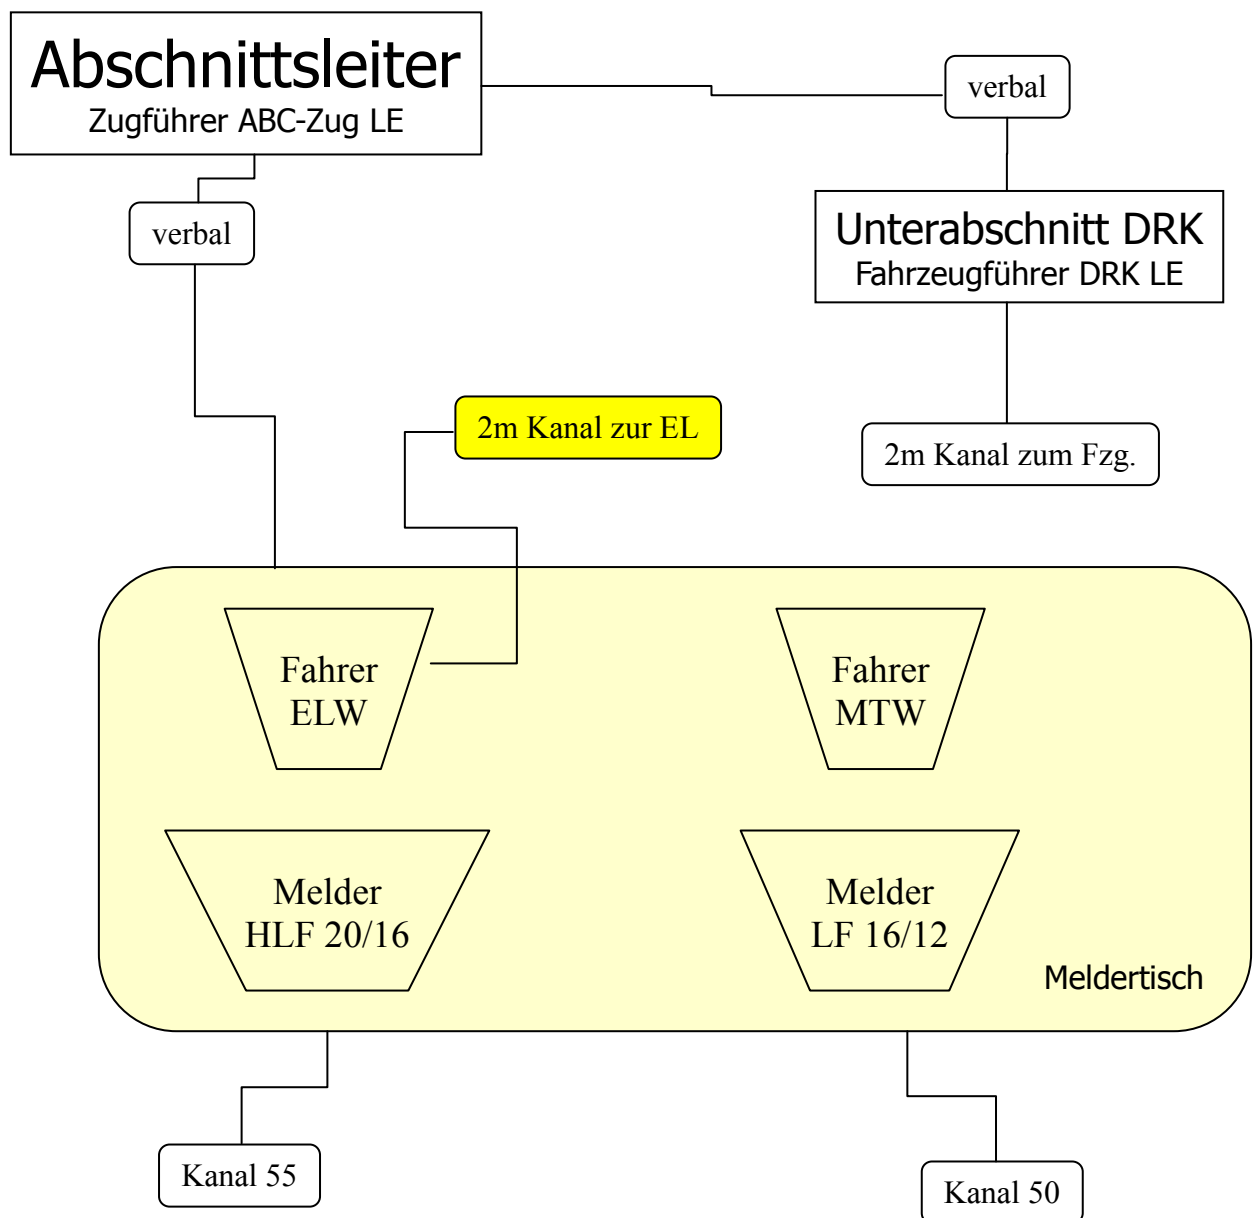 Abschnittsleiter
Zugführer ABC-Zug LE
verbal
verbal
Unterabschnitt DRK
Fahrzeugführer DRK LE
2m Kanal zur EL
2m Kanal zum Fzg.
Fahrer
ELW
Fahrer
MTW
Melder
HLF 20/16
Melder
LF 16/12
Meldertisch
Kanal 55
Kanal 50